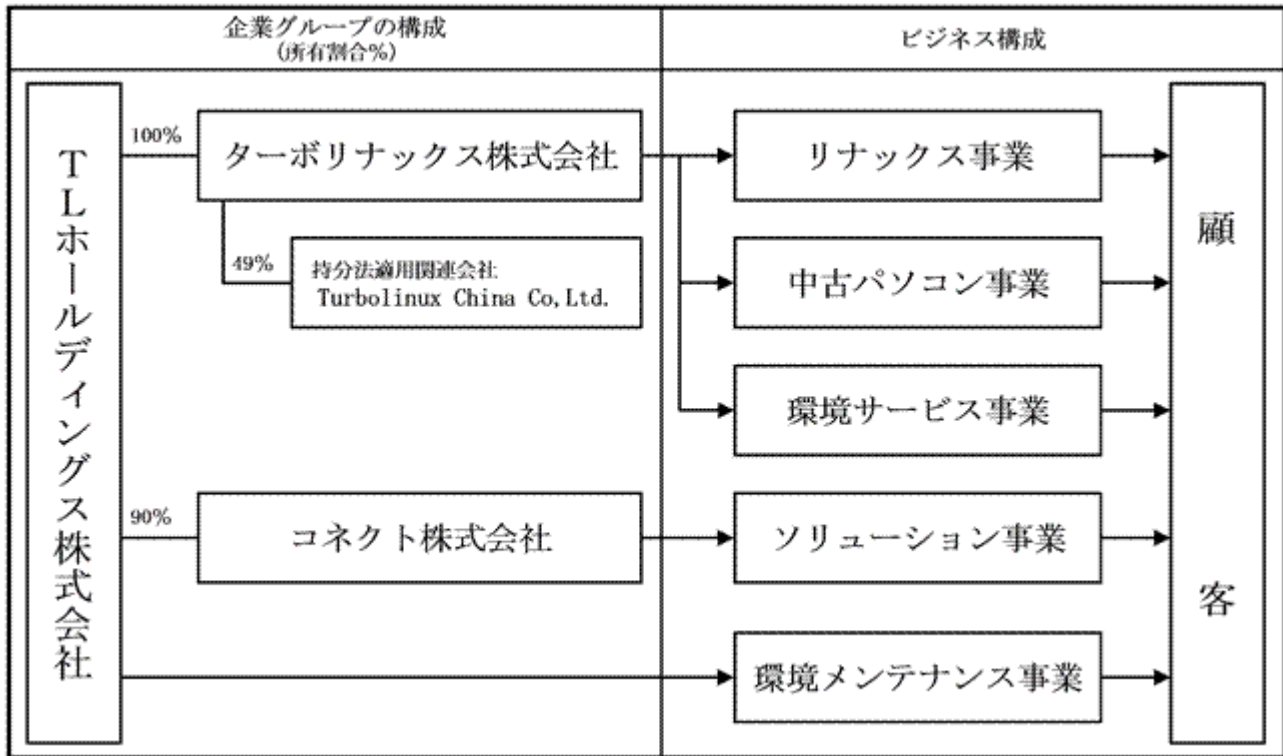 企業グループの構成
(所有割合%)
ビジネス構成
TLホールディングス株式会社
100%
ターボリナックス株式会社
49%
持分法適用関連会社
Turbolinux China Co,Ltd.
90%
コネクト株式会社
リナックス事業
中古パソコン事業
環境サービス事業
ソリューション事業
環境メンテナンス事業
顧客